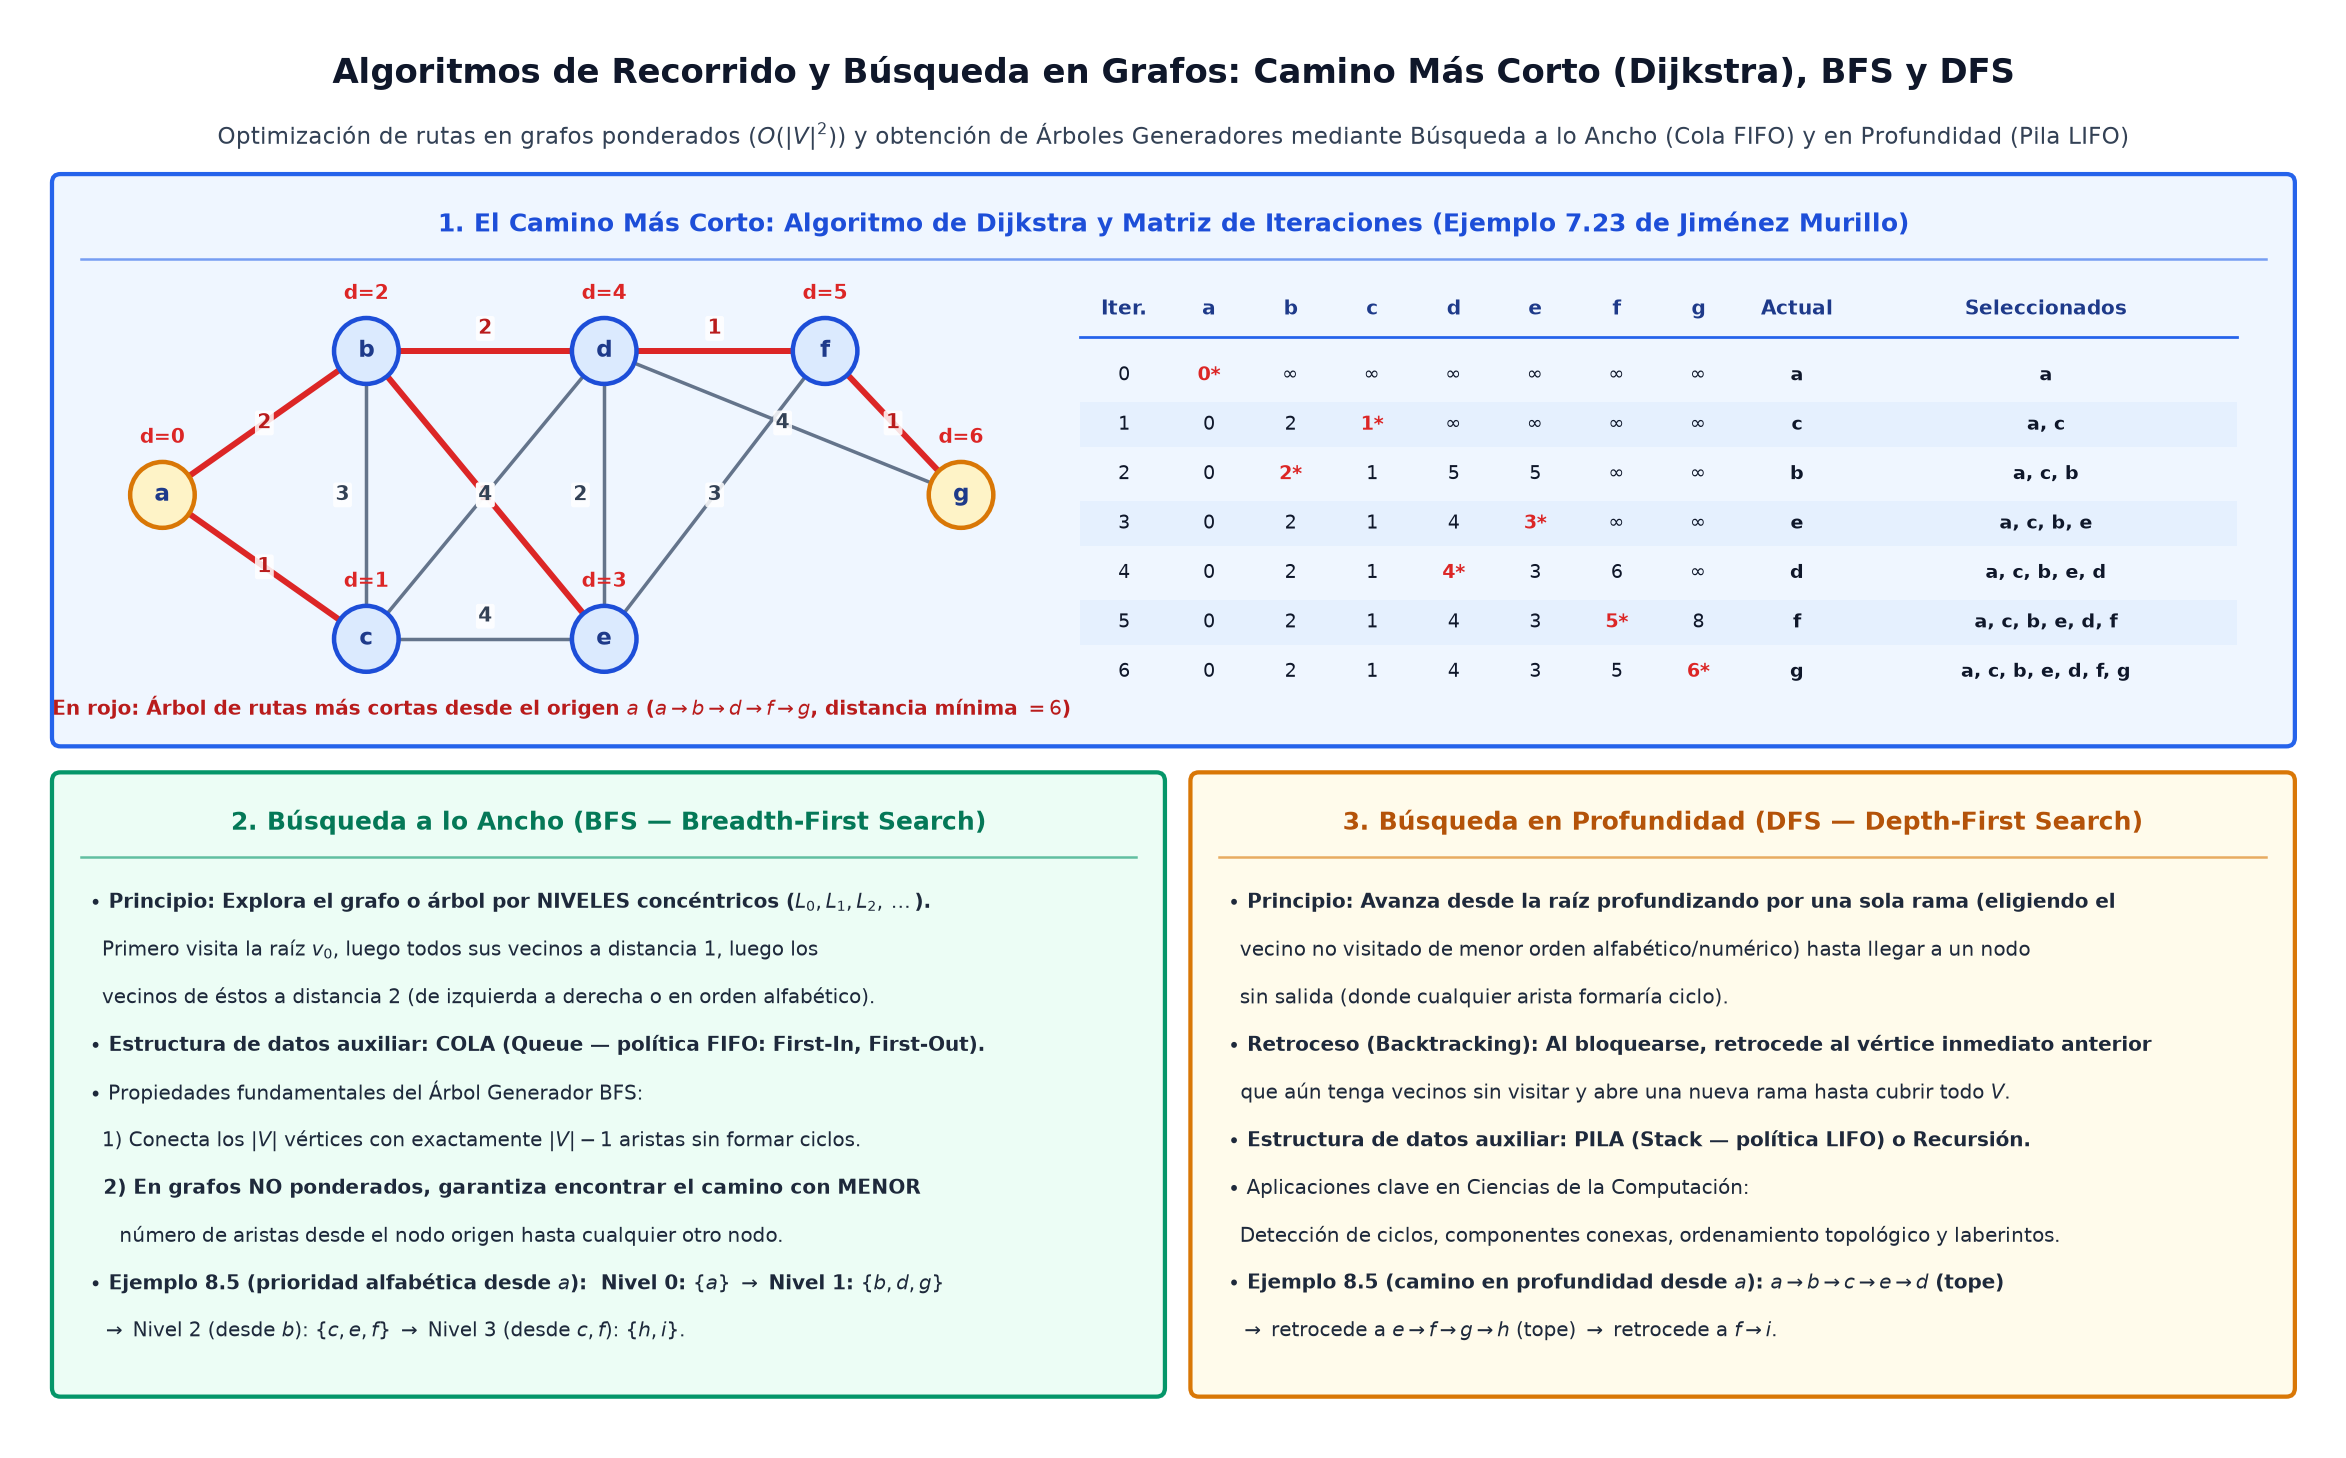 Algoritmos de Recorrido y Búsqueda en Grafos: Camino Más Corto (Dijkstra), BFS y DFS
Optimización de rutas en grafos ponderados (O(|V|²)) y obtención de Árboles Generadores mediante Búsqueda a lo Ancho (Cola FIFO) y en Profundidad (Pila LIFO)
1. El Camino Más Corto: Algoritmo de Dijkstra y Matriz de Iteraciones (Ejemplo 7.23 de Jiménez Murillo)
d=2 d=4 d=5
2 1
b d f
2 4 1
d=0 d=6
a 3 4 2 3 g
1 d=1 d=3
4
c e
En rojo: Árbol de rutas más cortas desde el origen a (a→b→d→f→g, distancia mínima = 6)
Iter. a b c d e f g Actual Seleccionados
0 0* ∞ ∞ ∞ ∞ ∞ ∞ a a
1 0 2 1* ∞ ∞ ∞ ∞ c a, c
2 0 2* 1 5 5 ∞ ∞ b a, c, b
3 0 2 1 4 3* ∞ ∞ e a, c, b, e
4 0 2 1 4* 3 6 ∞ d a, c, b, e, d
5 0 2 1 4 3 5* 8 f a, c, b, e, d, f
6 0 2 1 4 3 5 6* g a, c, b, e, d, f, g
2. Búsqueda a lo Ancho (BFS — Breadth-First Search)
• Principio: Explora el grafo o árbol por NIVELES concéntricos (L₀, L₁, L₂, …).
Primero visita la raíz v₀, luego todos sus vecinos a distancia 1, luego los
vecinos de éstos a distancia 2 (de izquierda a derecha o en orden alfabético).
• Estructura de datos auxiliar: COLA (Queue — política FIFO: First-In, First-Out).
• Propiedades fundamentales del Árbol Generador BFS:
1) Conecta los |V| vértices con exactamente |V| − 1 aristas sin formar ciclos.
2) En grafos NO ponderados, garantiza encontrar el camino con MENOR
número de aristas desde el nodo origen hasta cualquier otro nodo.
• Ejemplo 8.5 (prioridad alfabética desde a): Nivel 0: {a} → Nivel 1: {b, d, g}
→ Nivel 2 (desde b): {c, e, f} → Nivel 3 (desde c, f): {h, i}.
3. Búsqueda en Profundidad (DFS — Depth-First Search)
• Principio: Avanza desde la raíz profundizando por una sola rama (eligiendo el
vecino no visitado de menor orden alfabético/numérico) hasta llegar a un nodo
sin salida (donde cualquier arista formaría ciclo).
• Retroceso (Backtracking): Al bloquearse, retrocede al vértice inmediato anterior
que aún tenga vecinos sin visitar y abre una nueva rama hasta cubrir todo V.
• Estructura de datos auxiliar: PILA (Stack — política LIFO) o Recursión.
• Aplicaciones clave en Ciencias de la Computación:
Detección de ciclos, componentes conexas, ordenamiento topológico y laberintos.
• Ejemplo 8.5 (camino en profundidad desde a): a→b→c→e→d (tope)
→ retrocede a e→f→g→h (tope) → retrocede a f→i.